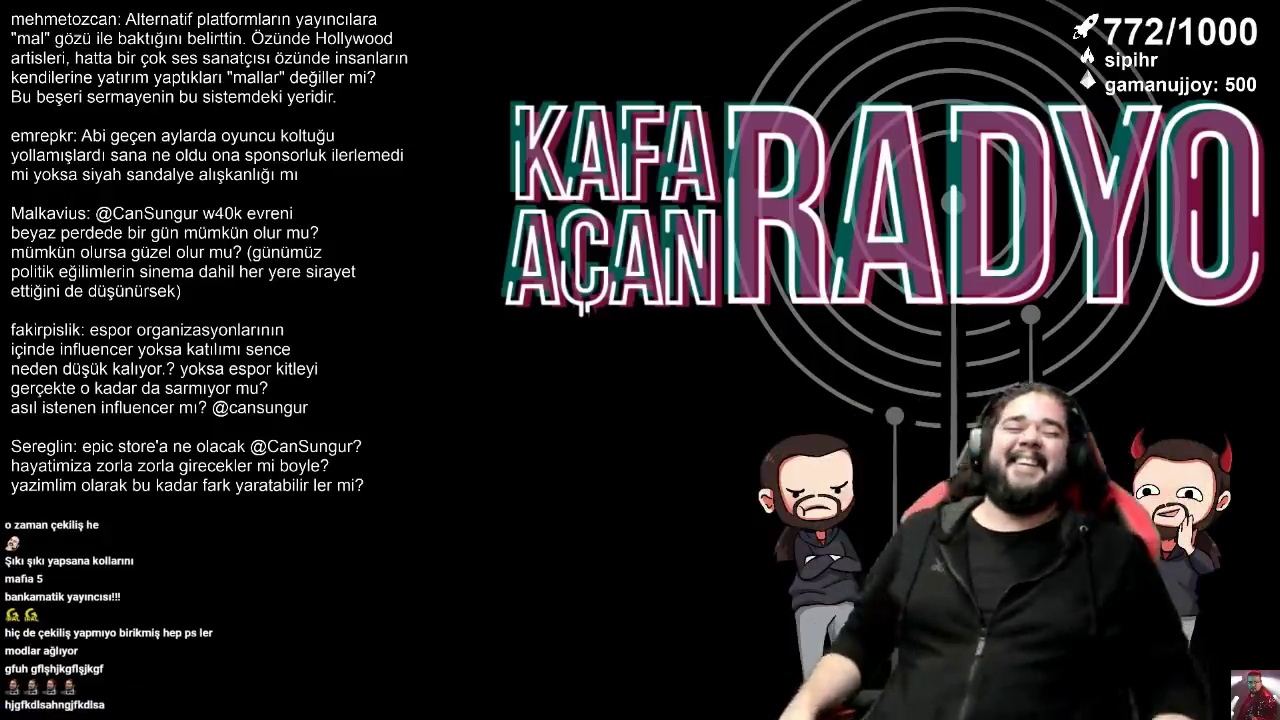 mehmetozcan: Alternatif platformların yayıncılara
"mal" gözü ile baktığını belirttin. Özünde Hollywood
artisleri, hatta bir çok ses sanatçısı özünde insanların
kendilerine yatırım yaptıkları "mallar" değiller mi?
Bu beşeri sermayenin bu sistemdeki yeridir.
emrepkr: Abi geçen aylarda oyuncu koltuğu
yollamışlardı sana ne oldu ona sponsorluk ilerlemedi
mi yoksa siyah sandalye alışkanlığı mı
Malkavius: @CanSungur w40k evreni
beyaz perdede bir gün mümkün olur mu?
mümkün olursa güzel olur mu? (günümüz
politik eğilimlerin sinema dahil her yere sirayet
ettiğini de düşünürsek)
fakirpislik: espor organizasyonlarının
içinde influencer yoksa katılımı sence
neden düşük kalıyor.? yoksa espor kitleyi
gerçekte o kadar da sarmıyor mu?
asıl istenen influencer mı? @cansungur
Sereglin: epic store'a ne olacak @CanSungur?
hayatimiza zorla zorla girecekler mi boyle?
yazimlim olarak bu kadar fark yaratabilir ler mi?
o zaman çekiliş he
Şıkı şıkı yapsana kollarını
mafia 5
bankamatik yayıncısı!!!
hiç de çekiliş yapmıyo birikmiş hep ps ler
modlar ağlıyor
gfuh gflşhjkgflşjkgf
hjgfkdlsahngjfkdlsa
772/1000
sipihr
gamanujjoy: 500
KAFA
AÇAN
RADYO